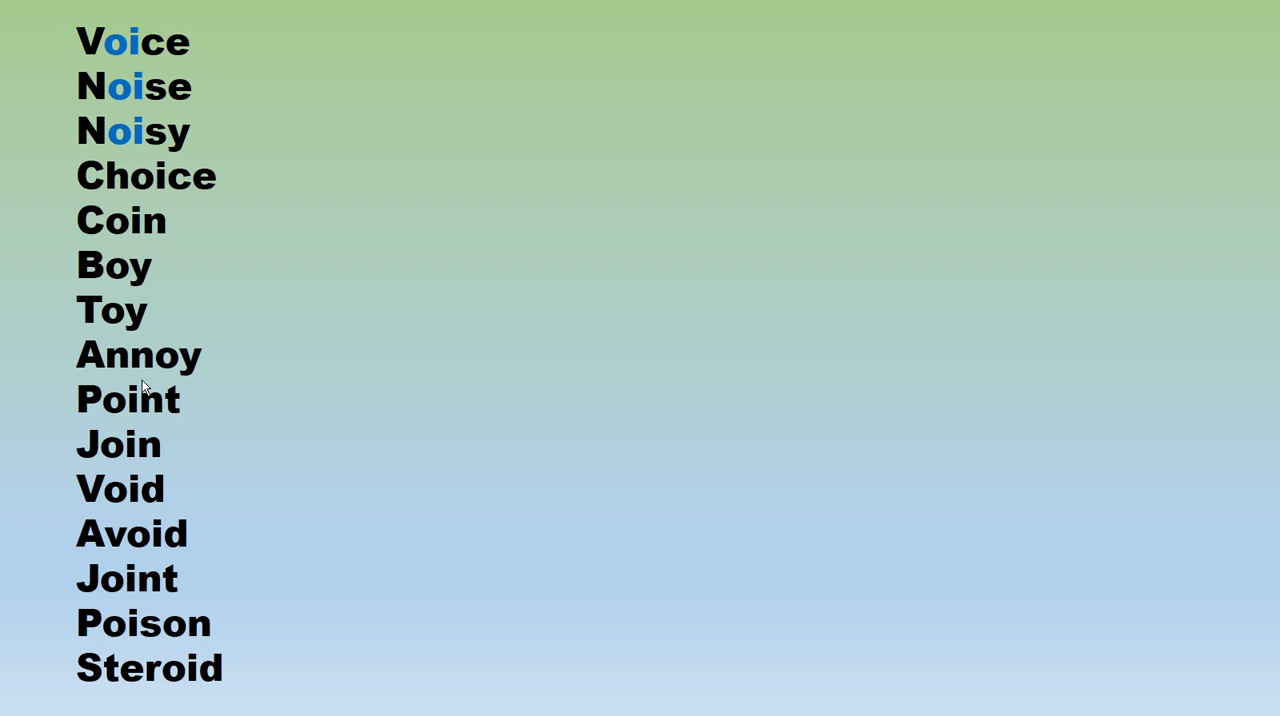 Voice
Noise
Noisy
Choice
Coin
Boy
Toy
Annoy
Point
Join
Void
Avoid
Joint
Poison
Steroid